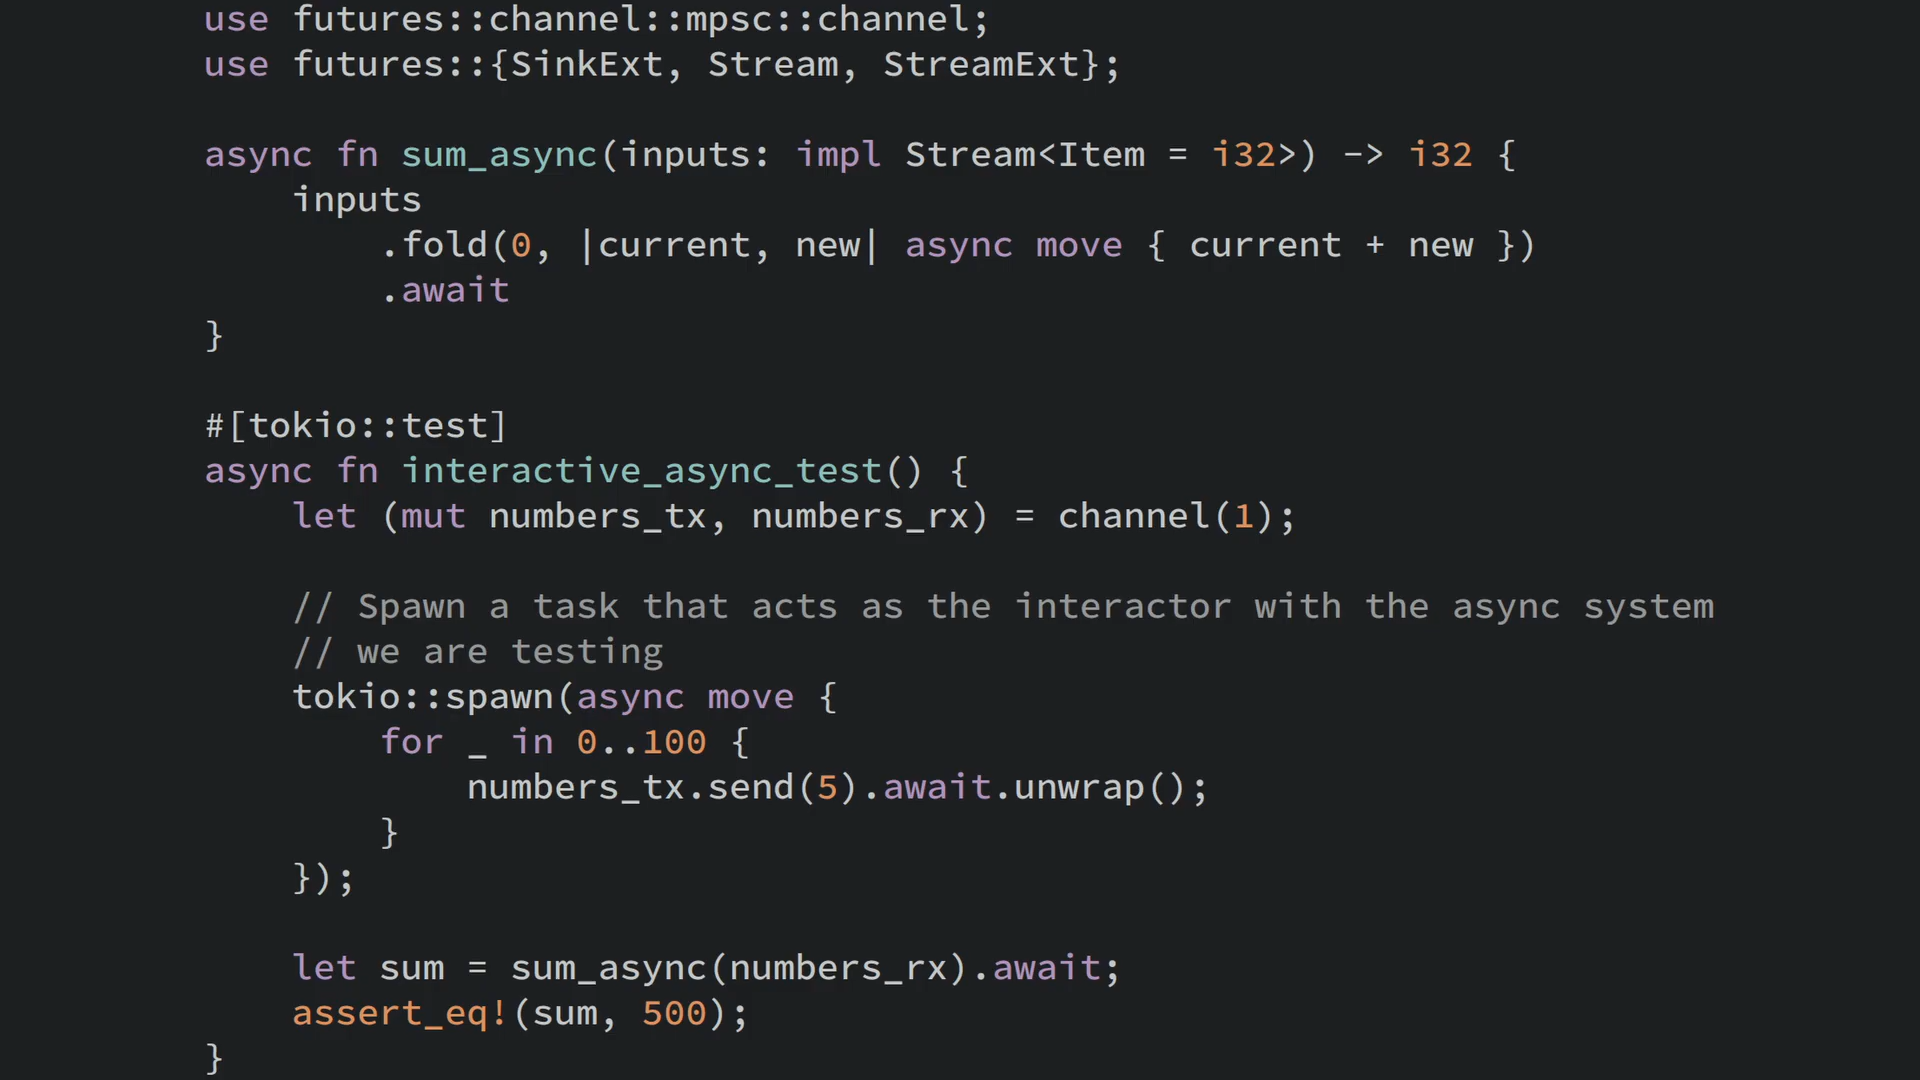 use futures::channel::mpsc::channel;
use futures::{SinkExt, Stream, StreamExt};

async fn sum_async(inputs: impl Stream<Item = i32>) -> i32 {
    inputs
        .fold(0, |current, new| async move { current + new })
        .await
}

#[tokio::test]
async fn interactive_async_test() {
    let (mut numbers_tx, numbers_rx) = channel(1);

    // Spawn a task that acts as the interactor with the async system
    // we are testing
    tokio::spawn(async move {
        for _ in 0..100 {
            numbers_tx.send(5).await.unwrap();
        }
    });

    let sum = sum_async(numbers_rx).await;
    assert_eq!(sum, 500);
}